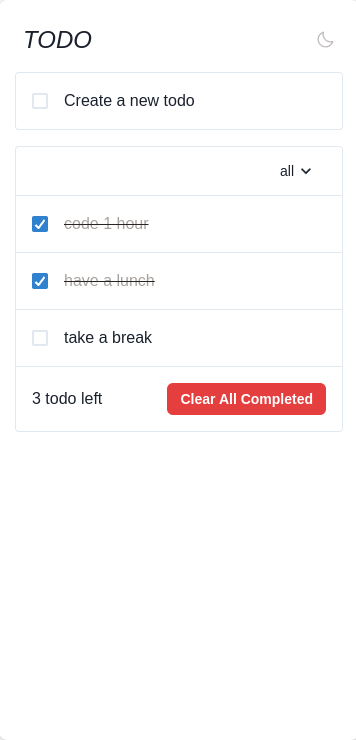 TODO
Create a new todo
all
code 1 hour
have a lunch
take a break
3 todo left
Clear All Completed